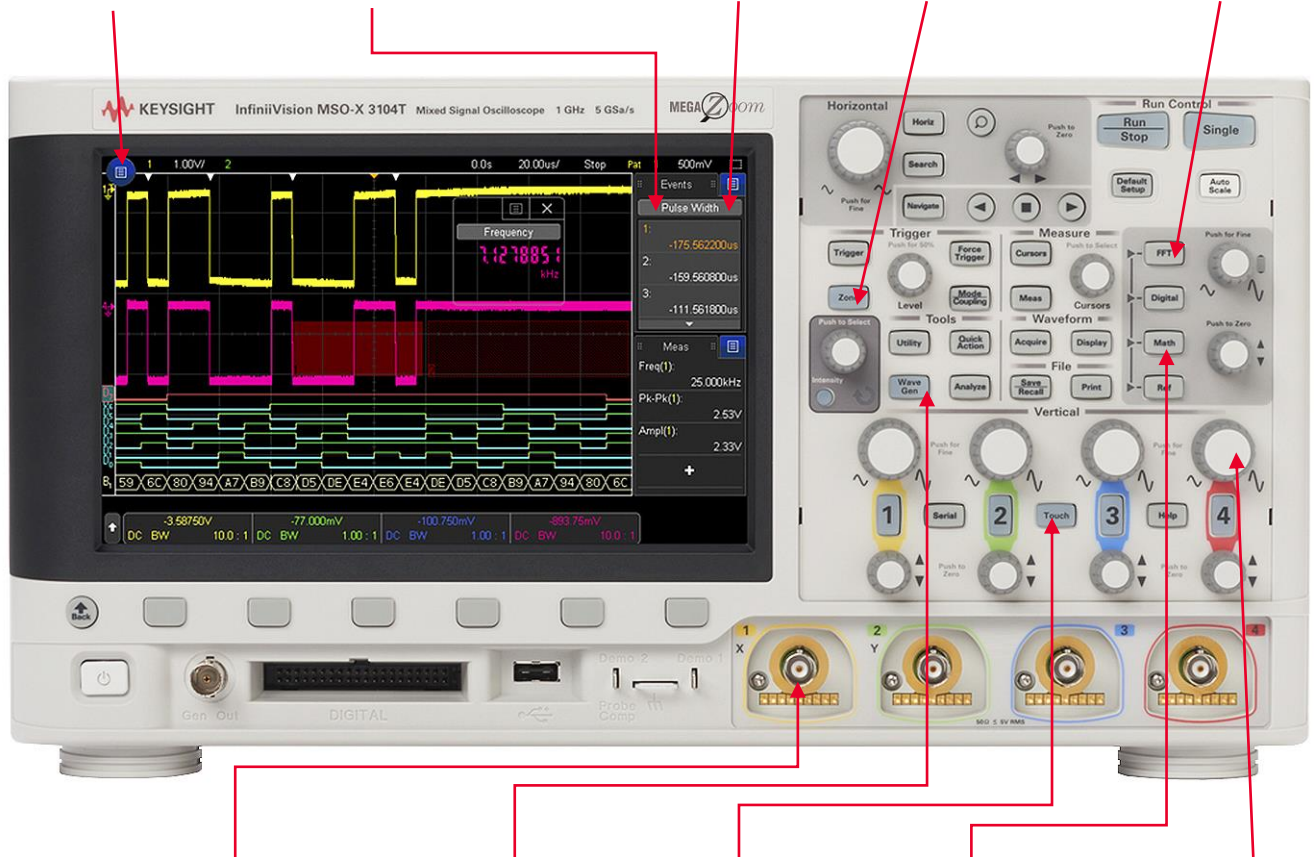 KEYSIGHT InfiniiVision MSO-X 3104T Mixed Signal Oscilloscope 1 GHz 5 GSa/s MEGA Zoom
1 1.00V/ 2 0.0s 20.00us/ Stop Pat 500mV
Events
Pulse Width
1:
-175.562200us
2:
-159.560800us
3:
-111.561800us
Frequency
7.1278851
kHz
Meas
Freq(1):
25.000kHz
Pk-Pk(1):
2.53V
Ampl(1):
2.33V
B1 59 6C 80 94 A7 B9 C8 D5 DE E4 E6 E4 DE D5 C8 B9 A7 94 80 6C
-3.58750V -77.000mV -100.750mV -893.75mV
DC BW 10.0 : 1 DC BW 1.00 : 1 DC BW 1.00 : 1 DC BW 10.0 : 1
Back
Horizontal
Horiz
Search
Navigate
Push for Fine
Push to Zero
Run Control
Run Stop
Single
Default Setup
Auto Scale
Trigger
Push for 50%
Trigger
Force Trigger
Zone
Level
Mode Coupling
Measure
Cursors
Push to Select
Meas
Cursors
FFT
Digital
Math
Ref
Push for Fine
Push to Zero
Push to Select
Intensity
Tools
Utility
Quick Action
Wave Gen
Analyze
Waveform
Acquire
Display
File
Save Recall
Print
Vertical
Push for Fine
Push for Fine
1
Serial
2
Touch
3
Help
4
Push to Zero
Push to Zero
Gen Out
DIGITAL
Demo 2 Demo 1
Probe Comp
1
X
2
Y
3
4